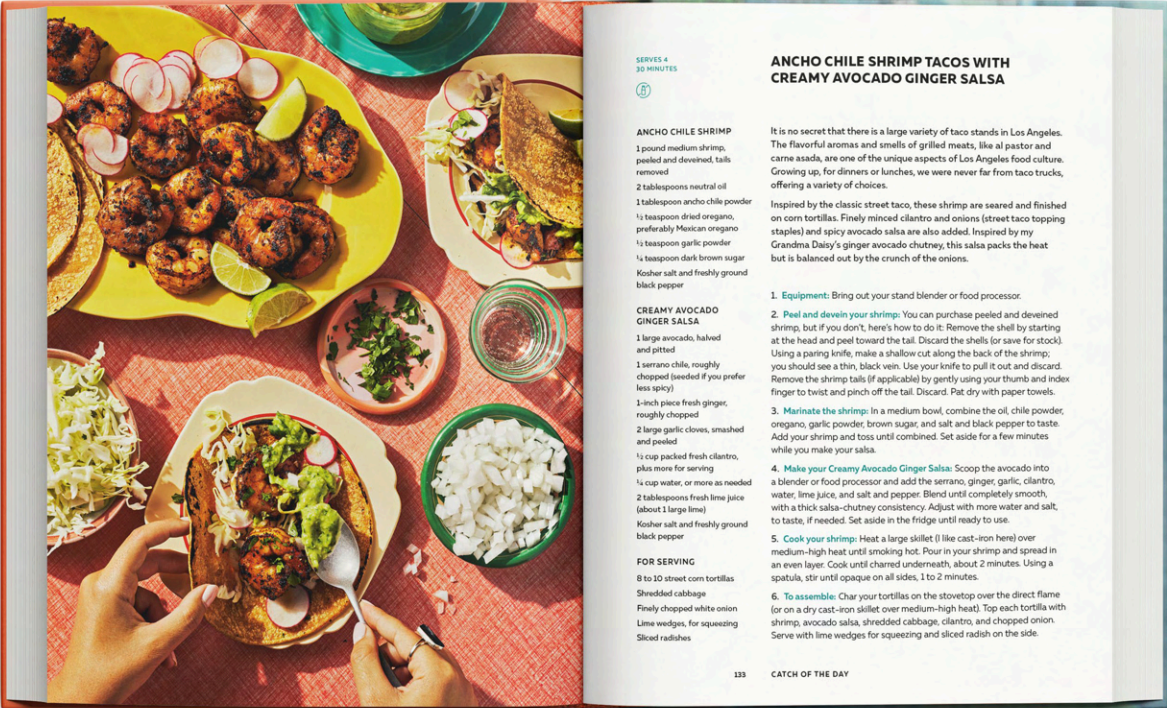 SERVES 4
30 MINUTES
ANCHO CHILE SHRIMP TACOS WITH
CREAMY AVOCADO GINGER SALSA
ANCHO CHILE SHRIMP
1 pound medium shrimp,
peeled and deveined, tails
removed
2 tablespoons neutral oil
1 tablespoon ancho chile powder
½ teaspoon dried oregano,
preferably Mexican oregano
½ teaspoon garlic powder
¼ teaspoon dark brown sugar
Kosher salt and freshly ground
black pepper
CREAMY AVOCADO
GINGER SALSA
1 large avocado, halved
and pitted
1 serrano chile, roughly
chopped (seeded if you prefer
less spicy)
1-inch piece fresh ginger,
roughly chopped
2 large garlic cloves, smashed
and peeled
½ cup packed fresh cilantro,
plus more for serving
¼ cup water, or more as needed
2 tablespoons fresh lime juice
(about 1 large lime)
Kosher salt and freshly ground
black pepper
FOR SERVING
8 to 10 street corn tortillas
Shredded cabbage
Finely chopped white onion
Lime wedges, for squeezing
Sliced radishes
It is no secret that there is a large variety of taco stands in Los Angeles.
The flavorful aromas and smells of grilled meats, like al pastor and
carne asada, are one of the unique aspects of Los Angeles food culture.
Growing up, for dinners or lunches, we were never far from taco trucks,
offering a variety of choices.
Inspired by the classic street taco, these shrimp are seared and finished
on corn tortillas. Finely minced cilantro and onions (street taco topping
staples) and spicy avocado salsa are also added. Inspired by my
Grandma Daisy's ginger avocado chutney, this salsa packs the heat
but is balanced out by the crunch of the onions.
1. Equipment: Bring out your stand blender or food processor.
2. Peel and devein your shrimp: You can purchase peeled and deveined
shrimp, but if you don't, here's how to do it: Remove the shell by starting
at the head and peel toward the tail. Discard the shells (or save for stock).
Using a paring knife, make a shallow cut along the back of the shrimp;
you should see a thin, black vein. Use your knife to pull it out and discard.
Remove the shrimp tails (if applicable) by gently using your thumb and index
finger to twist and pinch off the tail. Discard. Pat dry with paper towels.
3. Marinate the shrimp: In a medium bowl, combine the oil, chile powder,
oregano, garlic powder, brown sugar, and salt and black pepper to taste.
Add your shrimp and toss until combined. Set aside for a few minutes
while you make your salsa.
4. Make your Creamy Avocado Ginger Salsa: Scoop the avocado into
a blender or food processor and add the serrano, ginger, garlic, cilantro,
water, lime juice, and salt and pepper. Blend until completely smooth,
with a thick salsa-chutney consistency. Adjust with more water and salt,
to taste, if needed. Set aside in the fridge until ready to use.
5. Cook your shrimp: Heat a large skillet (I like cast-iron here) over
medium-high heat until smoking hot. Pour in your shrimp and spread in
an even layer. Cook until charred underneath, about 2 minutes. Using a
spatula, stir until opaque on all sides, 1 to 2 minutes.
6. To assemble: Char your tortillas on the stovetop over the direct flame
(or on a dry cast-iron skillet over medium-high heat). Top each tortilla with
shrimp, avocado salsa, shredded cabbage, cilantro, and chopped onion.
Serve with lime wedges for squeezing and sliced radish on the side.
133 CATCH OF THE DAY